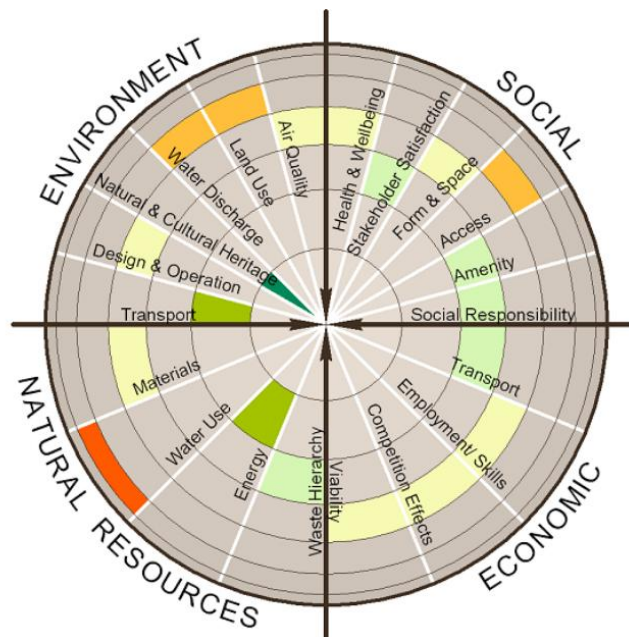 ENVIRONMENT
SOCIAL
Air Quality
Land Use
Water Discharge
Natural & Cultural Heritage
Design & Operation
Transport
Health & Wellbeing
Stakeholder Satisfaction
Form & Space
Access
Amenity
Social Responsibility
Materials
Water Use
Energy
Waste Hierarchy
Transport
Employment/ Skills
Competition Effects
Viability
NATURAL RESOURCES
ECONOMIC